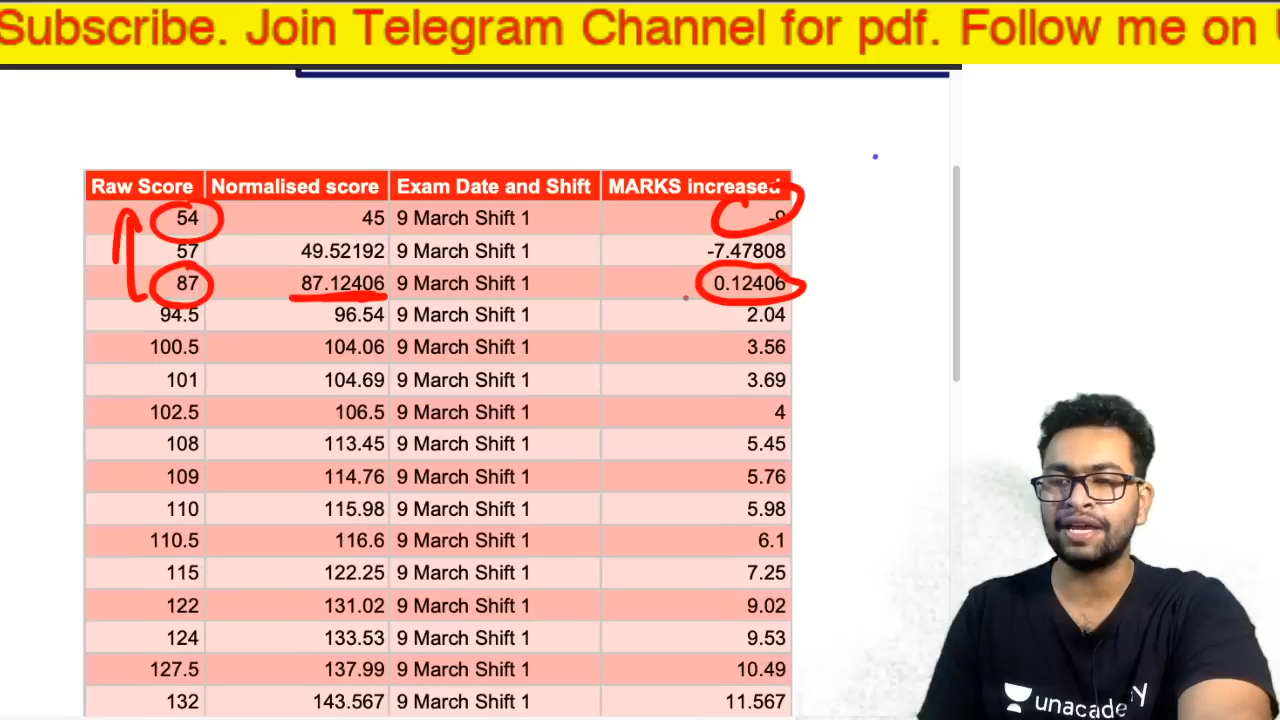 Subscribe. Join Telegram Channel for pdf. Follow me on
Raw Score Normalised score Exam Date and Shift MARKS increased
54 45 9 March Shift 1 -9
57 49.52192 9 March Shift 1 -7.47808
87 87.12406 9 March Shift 1 0.12406
94.5 96.54 9 March Shift 1 2.04
100.5 104.06 9 March Shift 1 3.56
101 104.69 9 March Shift 1 3.69
102.5 106.5 9 March Shift 1 4
108 113.45 9 March Shift 1 5.45
109 114.76 9 March Shift 1 5.76
110 115.98 9 March Shift 1 5.98
110.5 116.6 9 March Shift 1 6.1
115 122.25 9 March Shift 1 7.25
122 131.02 9 March Shift 1 9.02
124 133.53 9 March Shift 1 9.53
127.5 137.99 9 March Shift 1 10.49
132 143.567 9 March Shift 1 11.567
unacademy